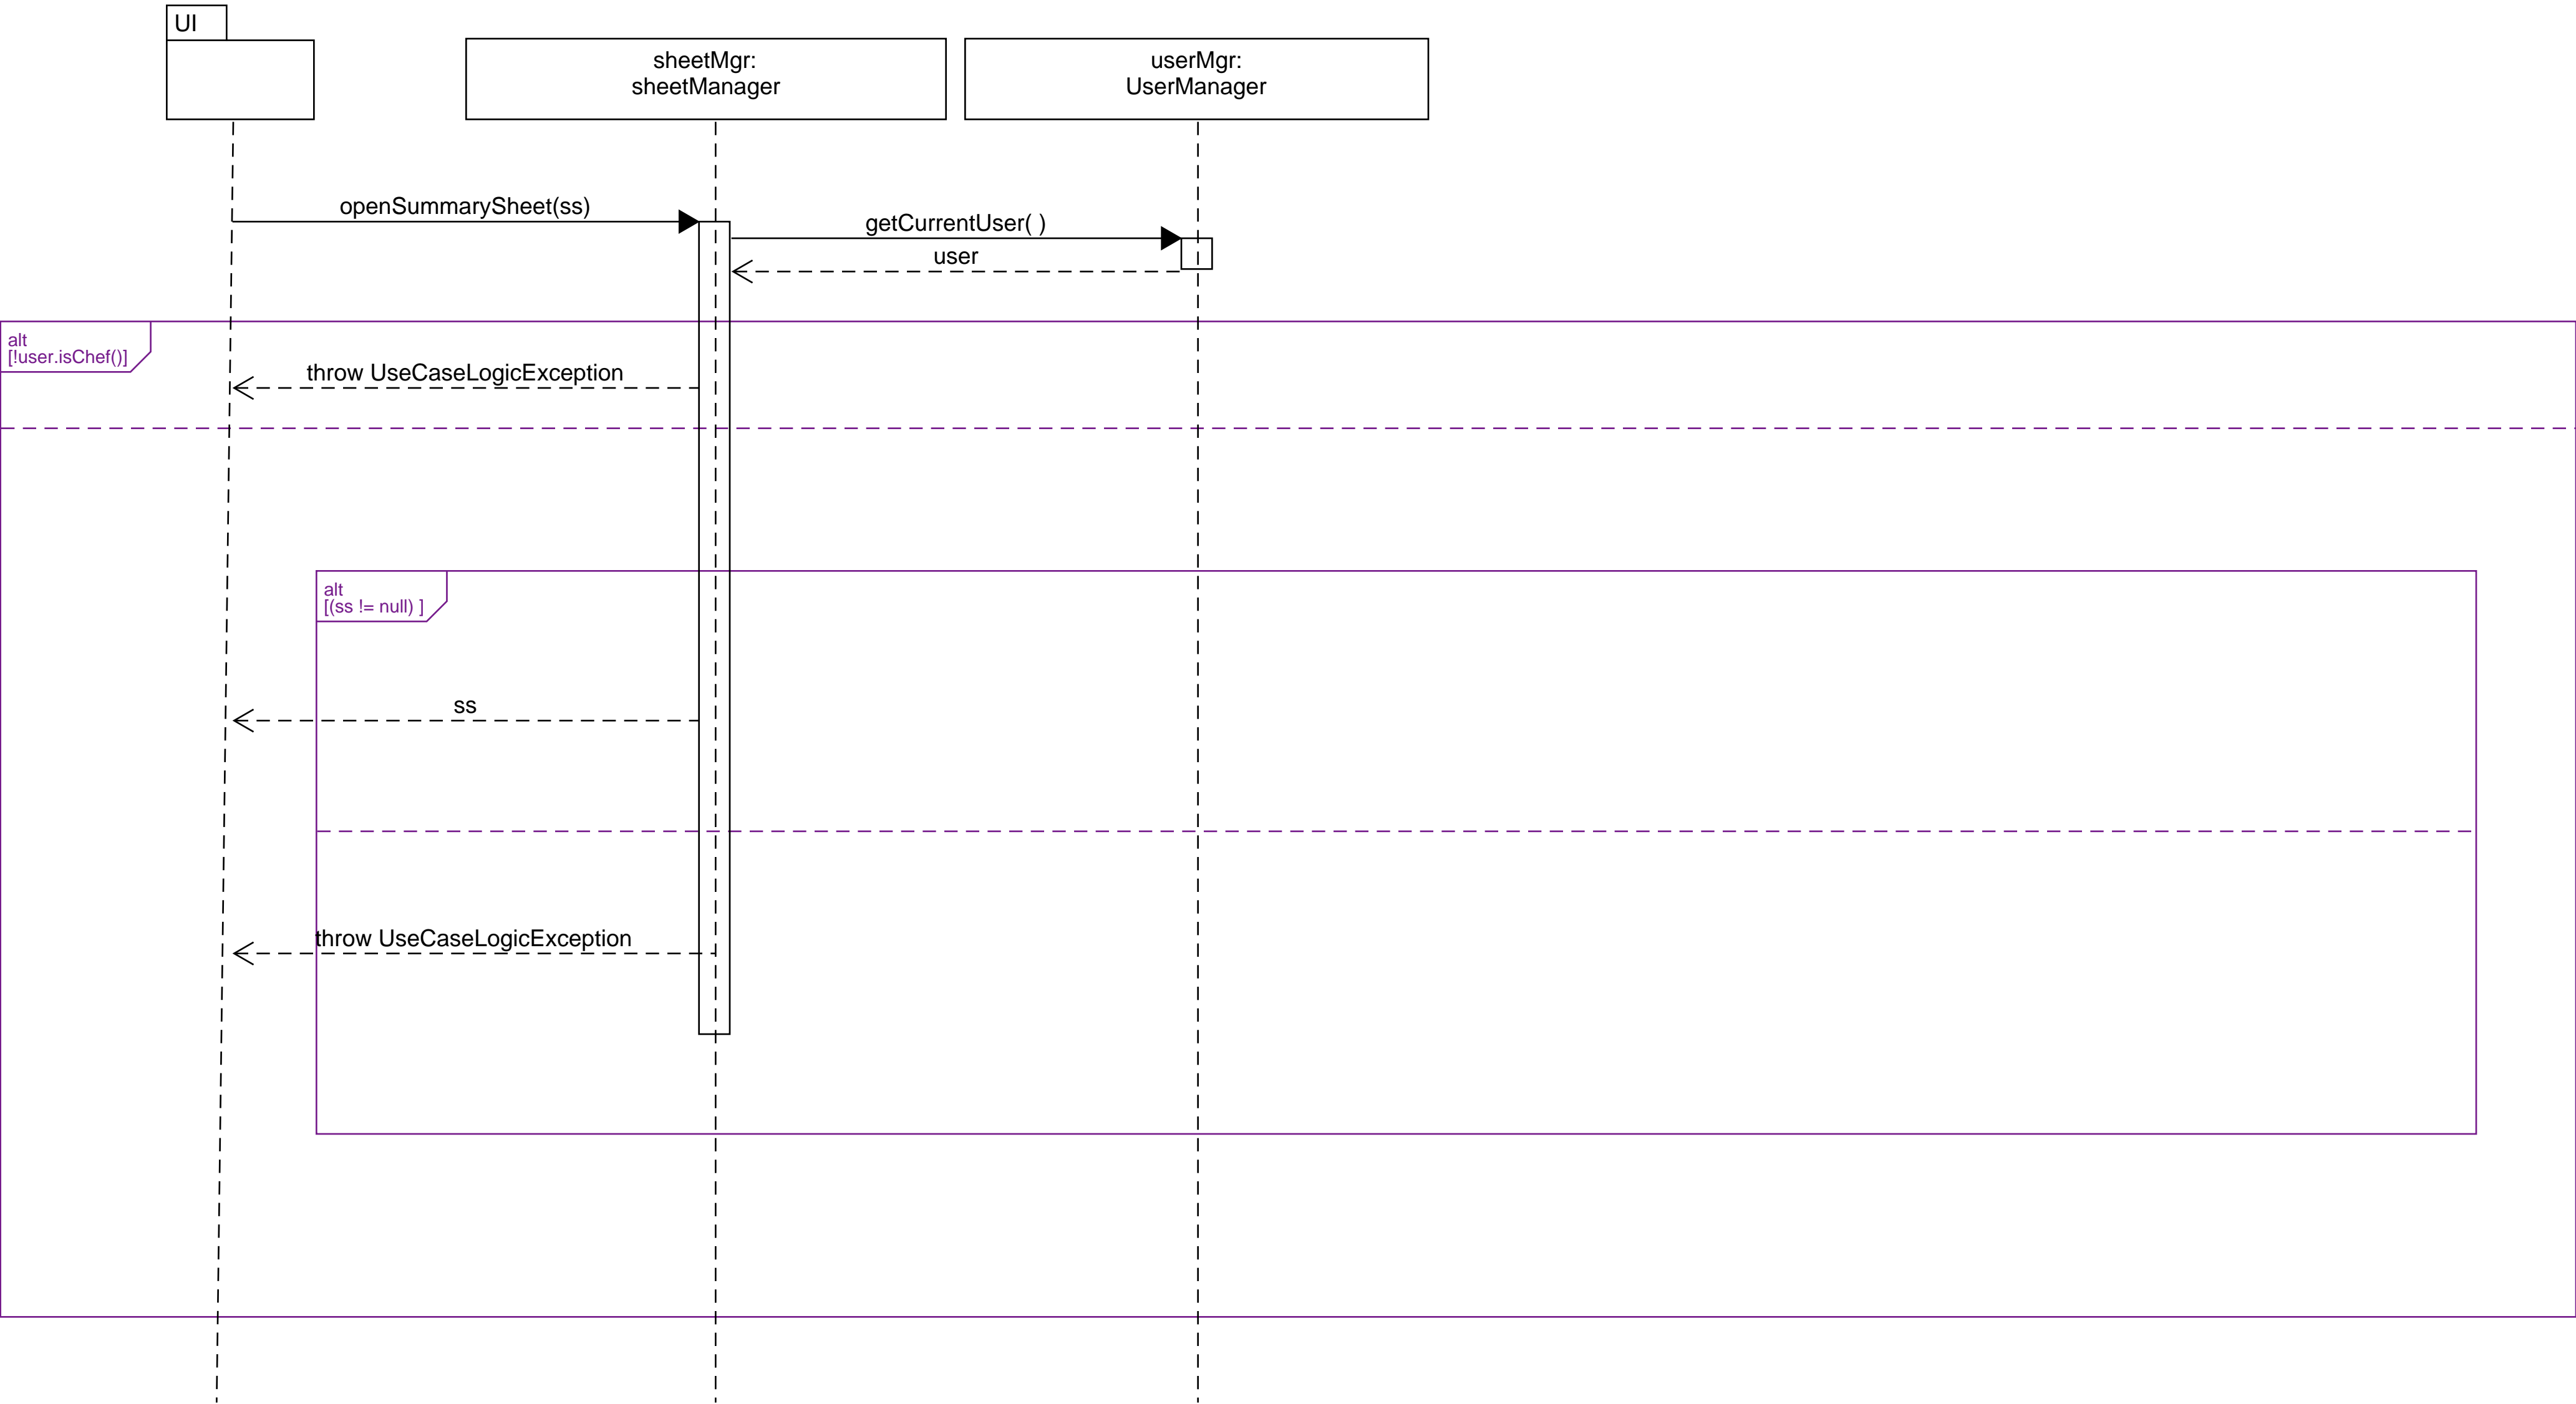 UI
sheetMgr:
sheetManager
userMgr:
UserManager
openSummarySheet(ss)
getCurrentUser( )
user
alt
[!user.isChef()]
throw UseCaseLogicException
alt
[(ss != null) ]
ss
throw UseCaseLogicException